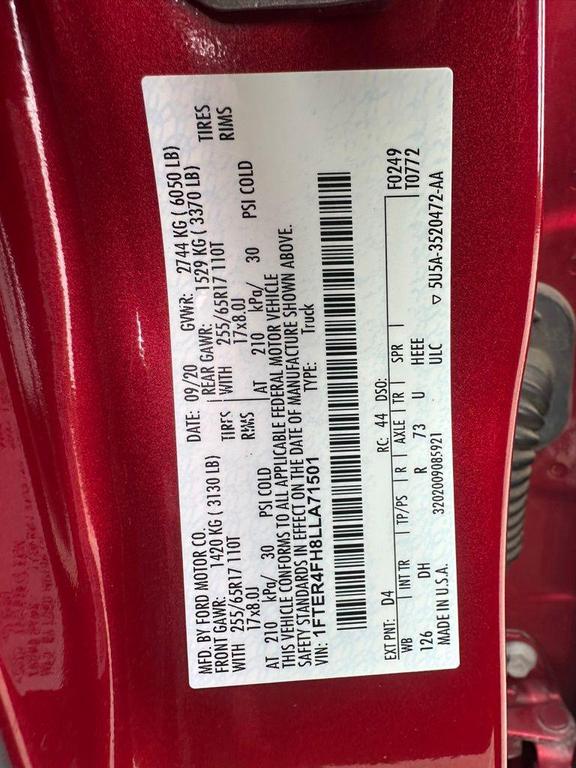 MFD. BY FORD MOTOR CO.
DATE: 09/20 GVWR: 2744 KG ( 6050 LB)
FRONT GAWR: 1420 KG ( 3130 LB) REAR GAWR: 1529 KG ( 3370 LB)
WITH 255/65R17 110T TIRES WITH 255/65R17 110T TIRES
17x8.0J RIMS 17x8.0J RIMS
AT 210 kPa/ 30 PSI COLD AT 210 kPa/ 30 PSI COLD
THIS VEHICLE CONFORMS TO ALL APPLICABLE FEDERAL MOTOR VEHICLE
SAFETY STANDARDS IN EFFECT ON THE DATE OF MANUFACTURE SHOWN ABOVE.
VIN: 1FTER4FH8LLA71501 TYPE: Truck
F0249
T0772
EXT PNT: D4 RC: 44 DSO:
WB INT TR TP/PS R AXLE TR SPR
126 DH R 73 U HEEE
ULC
MADE IN U.S.A. 3202009085921 ▽ 5U5A-3520472-AA